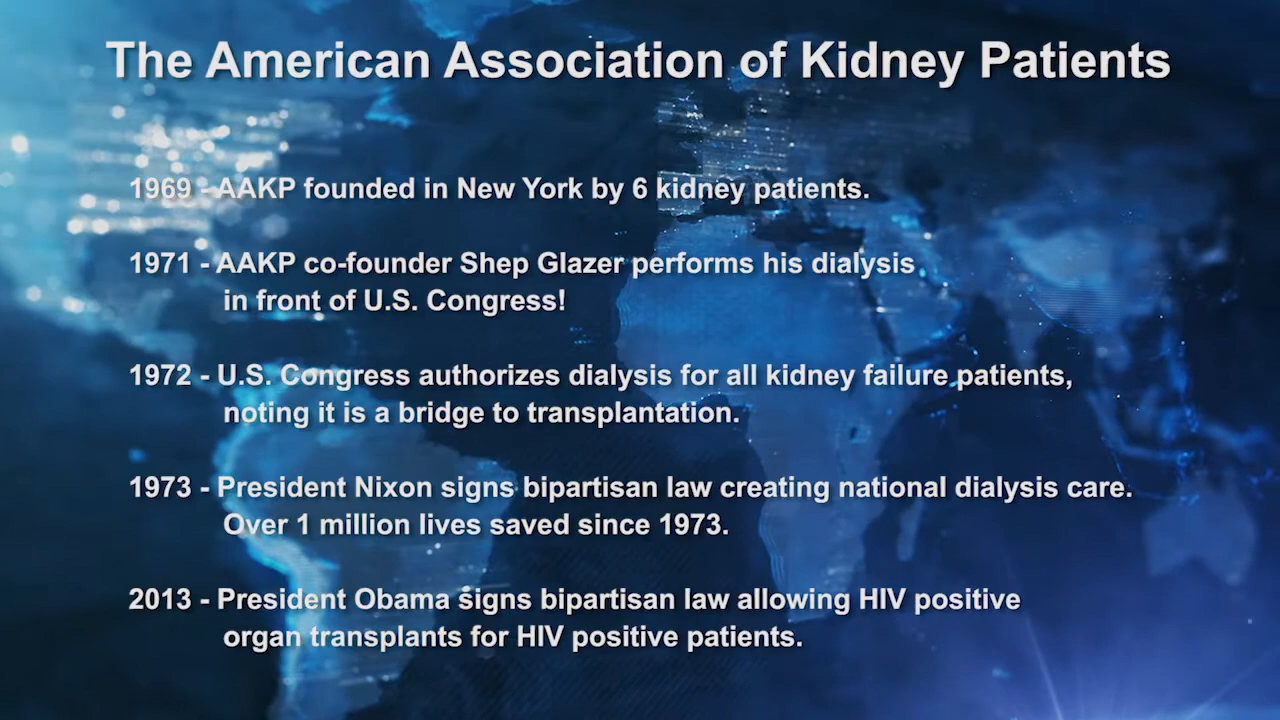 The American Association of Kidney Patients
1969 - AAKP founded in New York by 6 kidney patients.
1971 - AAKP co-founder Shep Glazer performs his dialysis
in front of U.S. Congress!
1972 - U.S. Congress authorizes dialysis for all kidney failure patients,
noting it is a bridge to transplantation.
1973 - President Nixon signs bipartisan law creating national dialysis care.
Over 1 million lives saved since 1973.
2013 - President Obama signs bipartisan law allowing HIV positive
organ transplants for HIV positive patients.